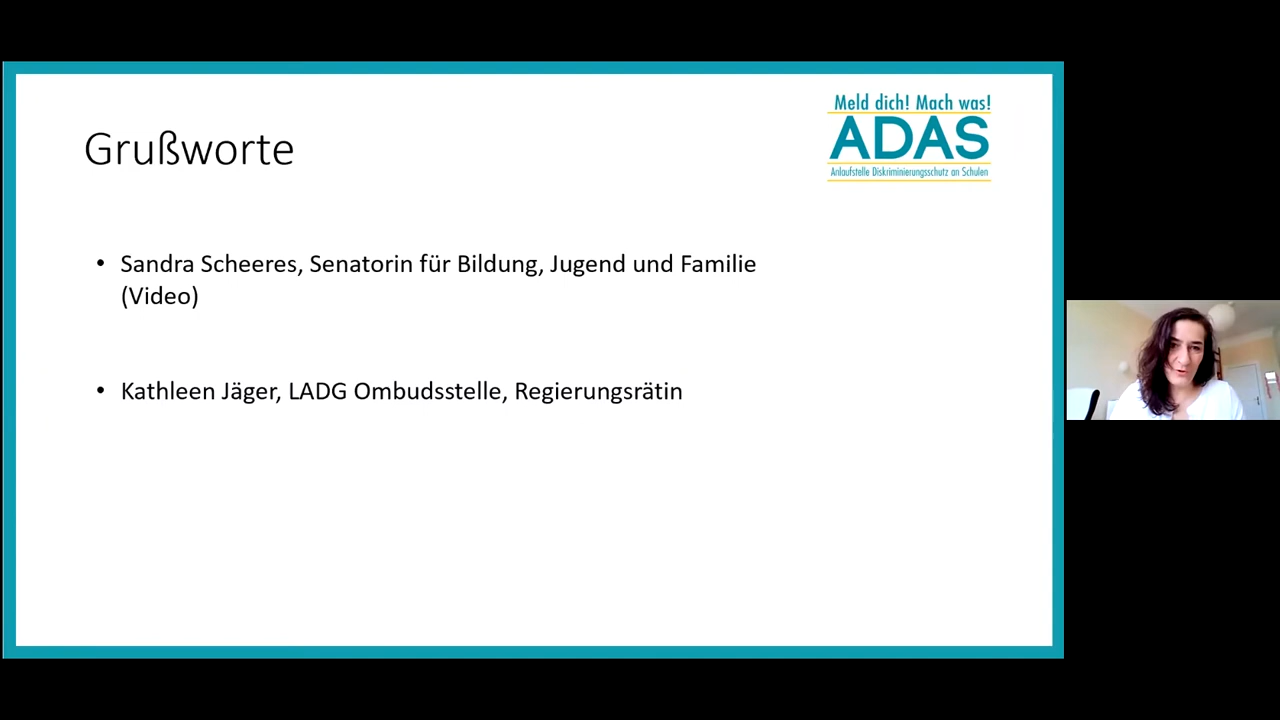 Meld dich! Mach was!
ADAS
Anlaufstelle Diskriminierungsschutz an Schulen
Grußworte
• Sandra Scheeres, Senatorin für Bildung, Jugend und Familie
(Video)
• Kathleen Jäger, LADG Ombudsstelle, Regierungsrätin